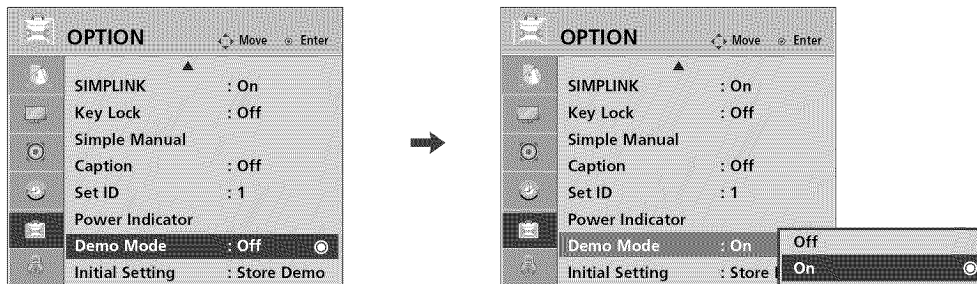 OPTION Move Enter
SIMPLINK : On
Key Lock : Off
Simple Manual
Caption : Off
Set ID : 1
Power Indicator
Demo Mode : Off
Initial Setting : Store Demo
OPTION Move Enter
SIMPLINK : On
Key Lock : Off
Simple Manual
Caption : Off
Set ID : 1
Power Indicator
Demo Mode : On
Initial Setting : Store
Off
On